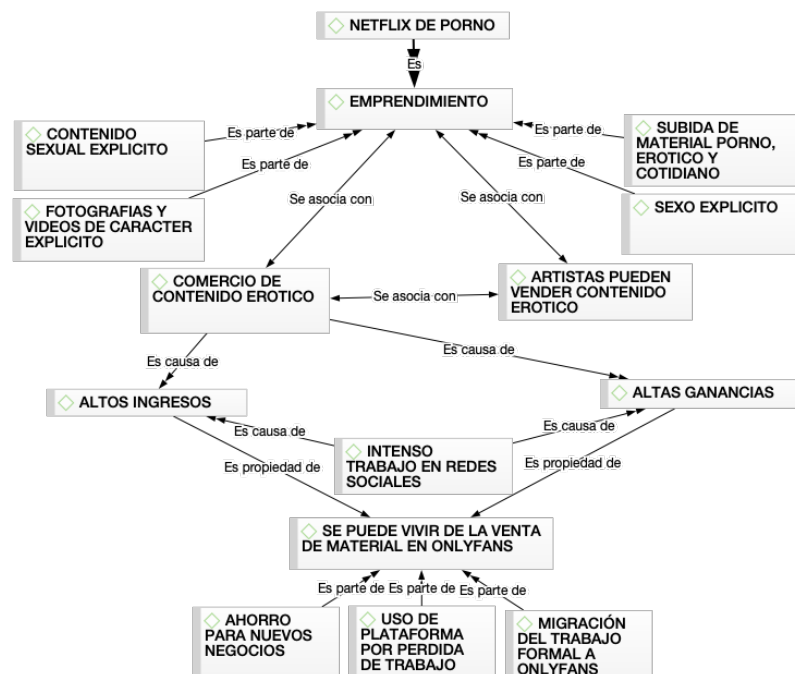 NETFLIX DE PORNO
Es
EMPRENDIMIENTO
CONTENIDO
SEXUAL EXPLICITO
Es parte de
Es parte de
SUBIDA DE
MATERIAL PORNO,
EROTICO Y
COTIDIANO
Es parte de
Es parte de
FOTOGRAFIAS Y
VIDEOS DE CARACTER
EXPLICITO
Se asocia con
Se asocia con
SEXO EXPLICITO
COMERCIO DE
CONTENIDO EROTICO
Se asocia con
ARTISTAS PUEDEN
VENDER CONTENIDO
EROTICO
Es causa de
Es causa de
ALTOS INGRESOS
ALTAS GANANCIAS
Es causa de
Es causa de
INTENSO
TRABAJO EN REDES
SOCIALES
Es propiedad de
Es propiedad de
SE PUEDE VIVIR DE LA VENTA
DE MATERIAL EN ONLYFANS
Es parte de
Es parte de
Es parte de
AHORRO
PARA NUEVOS
NEGOCIOS
USO DE
PLATAFORMA
POR PERDIDA
DE TRABAJO
MIGRACIÓN
DEL TRABAJO
FORMAL A
ONLYFANS